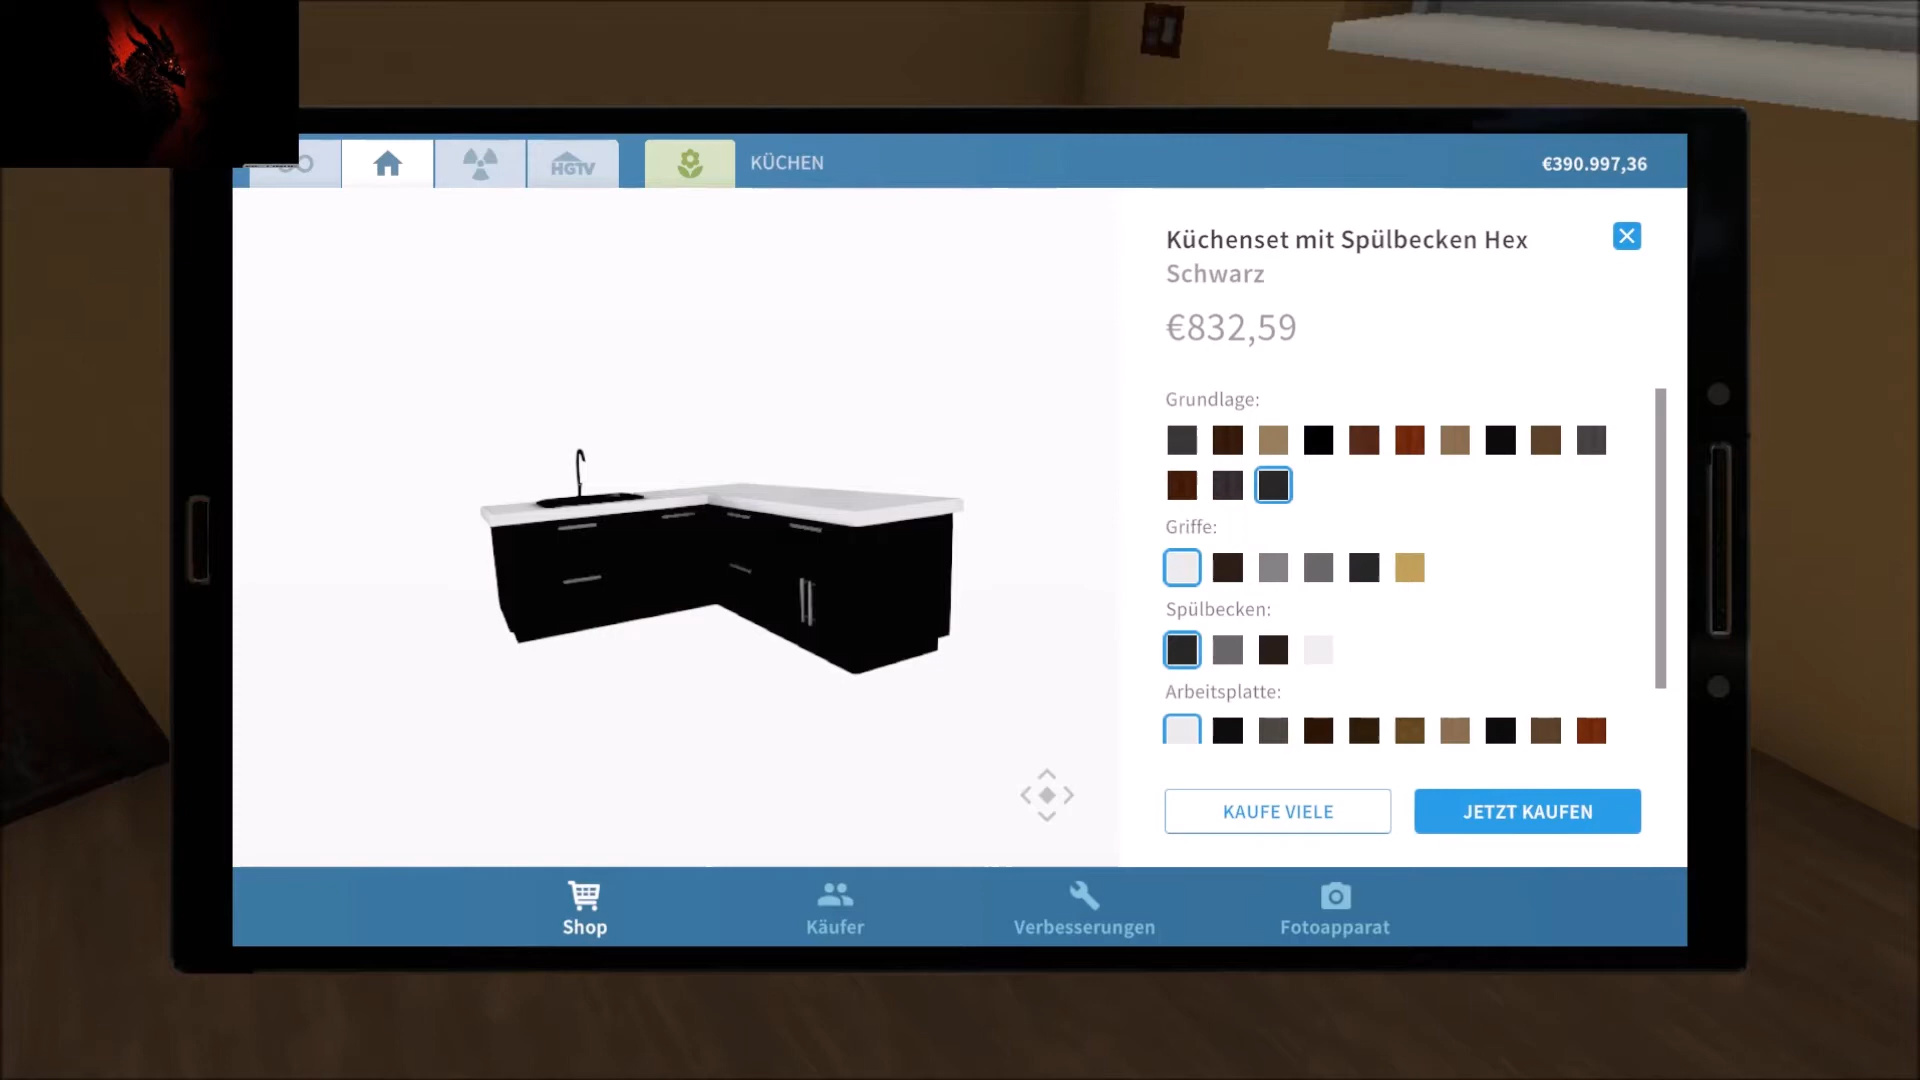 HGTV
KÜCHEN
€390.997,36
Küchenset mit Spülbecken Hex
Schwarz
€832,59
Grundlage:
Griffe:
Spülbecken:
Arbeitsplatte:
KAUFE VIELE
JETZT KAUFEN
Shop
Käufer
Verbesserungen
Fotoapparat